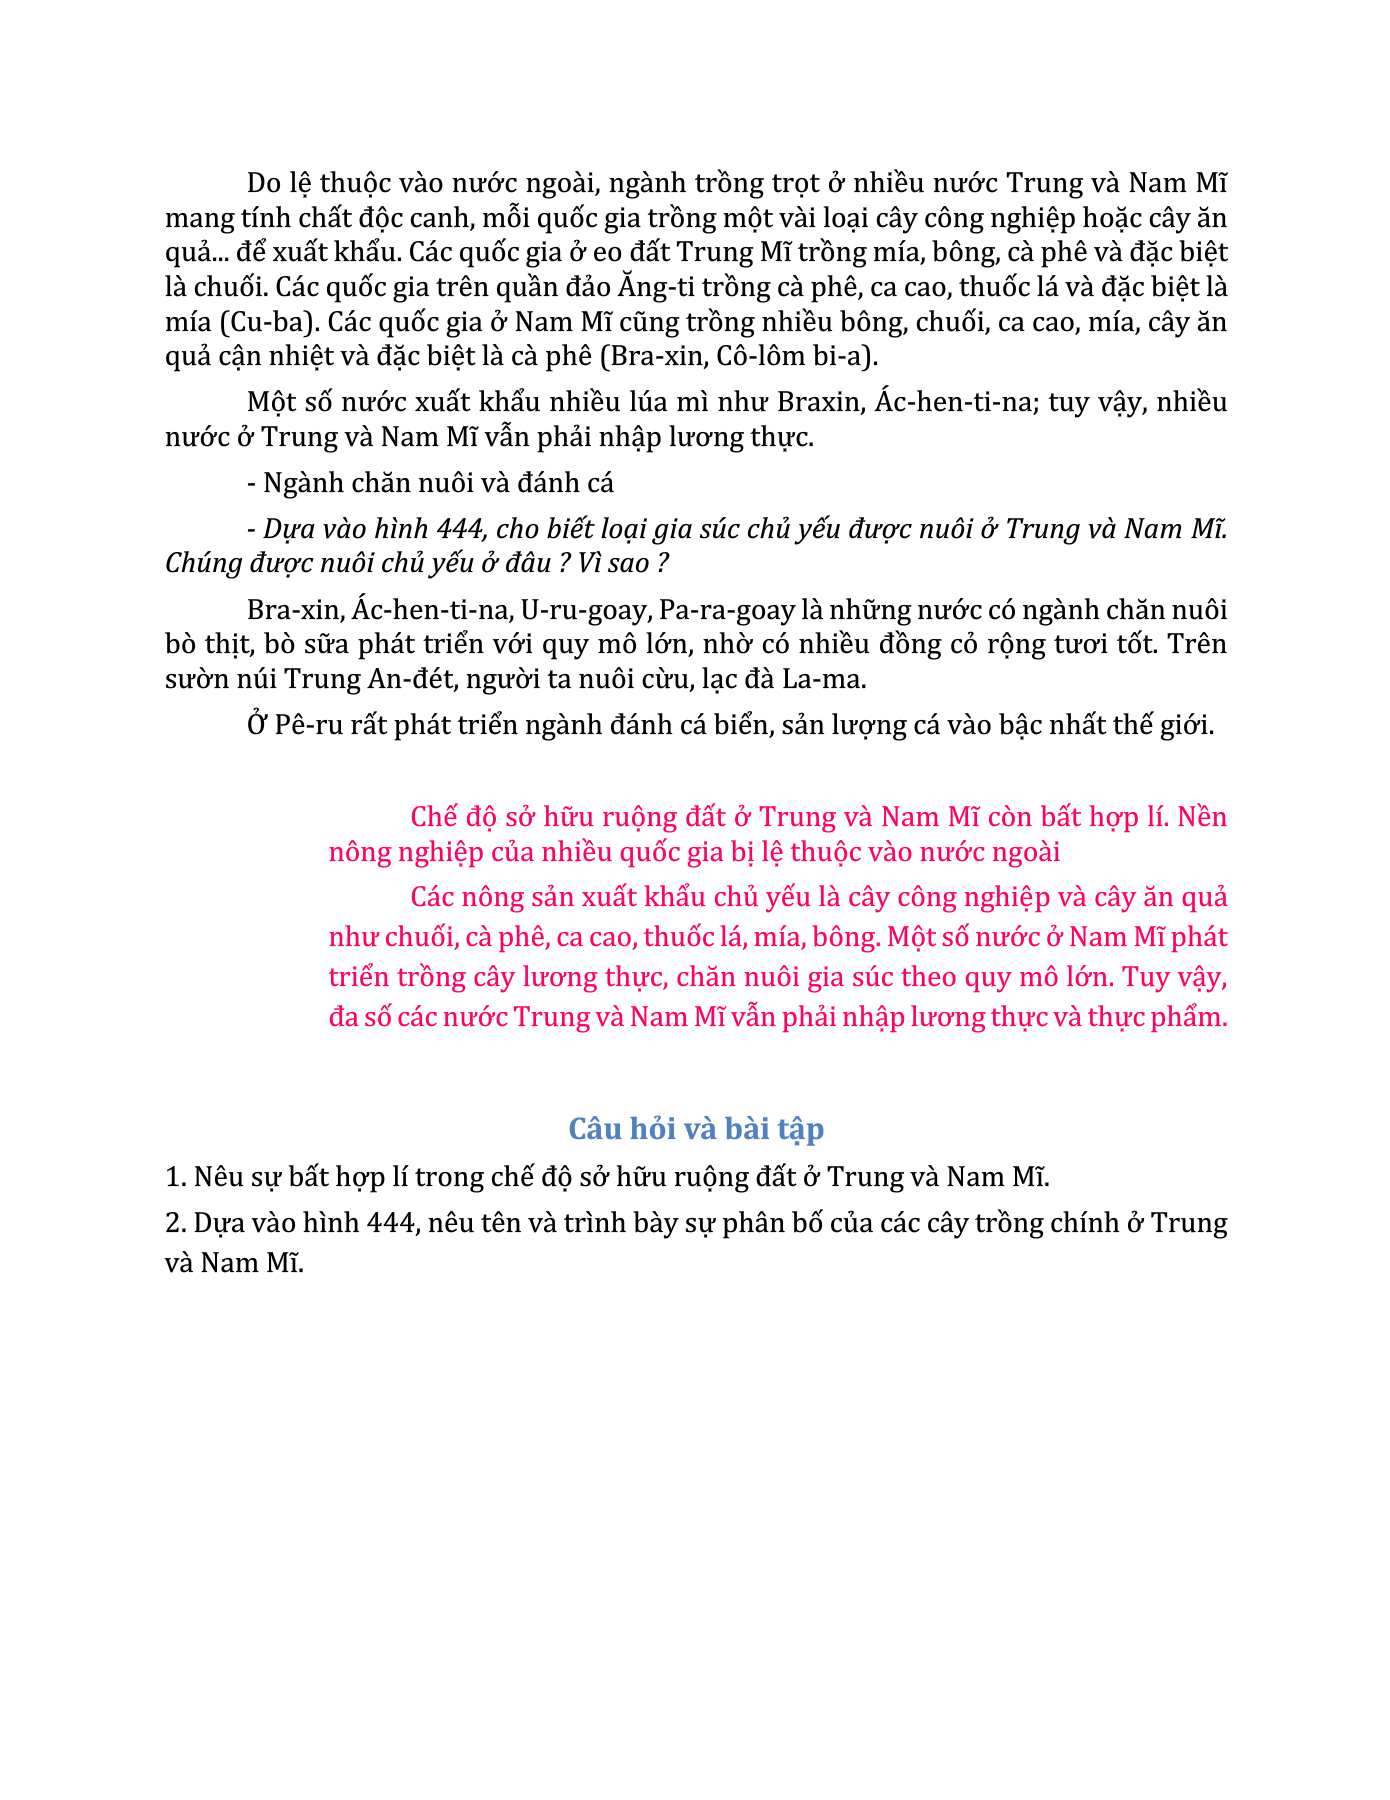 Do lệ thuộc vào nước ngoài, ngành trồng trọt ở nhiều nước Trung và Nam Mĩ
mang tính chất độc canh, mỗi quốc gia trồng một vài loại cây công nghiệp hoặc cây ăn
quả... để xuất khẩu. Các quốc gia ở eo đất Trung Mĩ trồng mía, bông, cà phê và đặc biệt
là chuối. Các quốc gia trên quần đảo Ăng-ti trồng cà phê, ca cao, thuốc lá và đặc biệt là
mía (Cu-ba). Các quốc gia ở Nam Mĩ cũng trồng nhiều bông, chuối, ca cao, mía, cây ăn
quả cận nhiệt và đặc biệt là cà phê (Bra-xin, Cô-lôm bi-a).
Một số nước xuất khẩu nhiều lúa mì như Braxin, Ác-hen-ti-na; tuy vậy, nhiều
nước ở Trung và Nam Mĩ vẫn phải nhập lương thực.
- Ngành chăn nuôi và đánh cá
- Dựa vào hình 444, cho biết loại gia súc chủ yếu được nuôi ở Trung và Nam Mĩ.
Chúng được nuôi chủ yếu ở đâu ? Vì sao ?
Bra-xin, Ác-hen-ti-na, U-ru-goay, Pa-ra-goay là những nước có ngành chăn nuôi
bò thịt, bò sữa phát triển với quy mô lớn, nhờ có nhiều đồng cỏ rộng tươi tốt. Trên
sườn núi Trung An-đét, người ta nuôi cừu, lạc đà La-ma.
Ở Pê-ru rất phát triển ngành đánh cá biển, sản lượng cá vào bậc nhất thế giới.
Chế độ sở hữu ruộng đất ở Trung và Nam Mĩ còn bất hợp lí. Nền
nông nghiệp của nhiều quốc gia bị lệ thuộc vào nước ngoài
Các nông sản xuất khẩu chủ yếu là cây công nghiệp và cây ăn quả
như chuối, cà phê, ca cao, thuốc lá, mía, bông. Một số nước ở Nam Mĩ phát
triển trồng cây lương thực, chăn nuôi gia súc theo quy mô lớn. Tuy vậy,
đa số các nước Trung và Nam Mĩ vẫn phải nhập lương thực và thực phẩm.
Câu hỏi và bài tập
1. Nêu sự bất hợp lí trong chế độ sở hữu ruộng đất ở Trung và Nam Mĩ.
2. Dựa vào hình 444, nêu tên và trình bày sự phân bố của các cây trồng chính ở Trung
và Nam Mĩ.